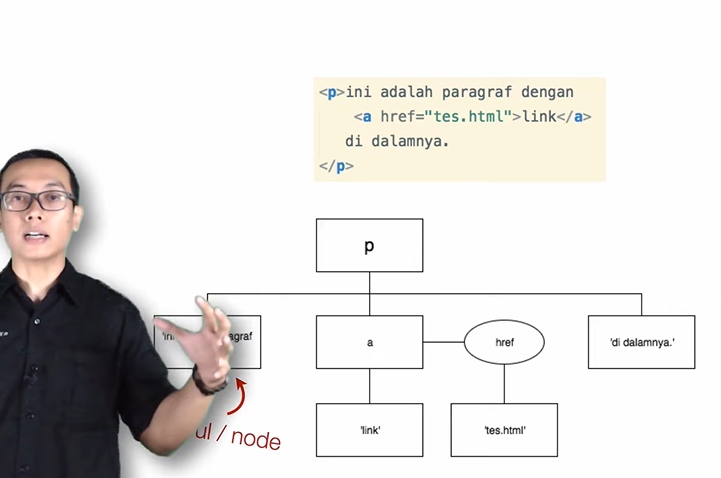 <p>ini adalah paragraf dengan
<a href="tes.html">link</a>
di dalamnya.
</p>
p
a
href
'di dalamnya.'
/ node
'link'
'tes.html'